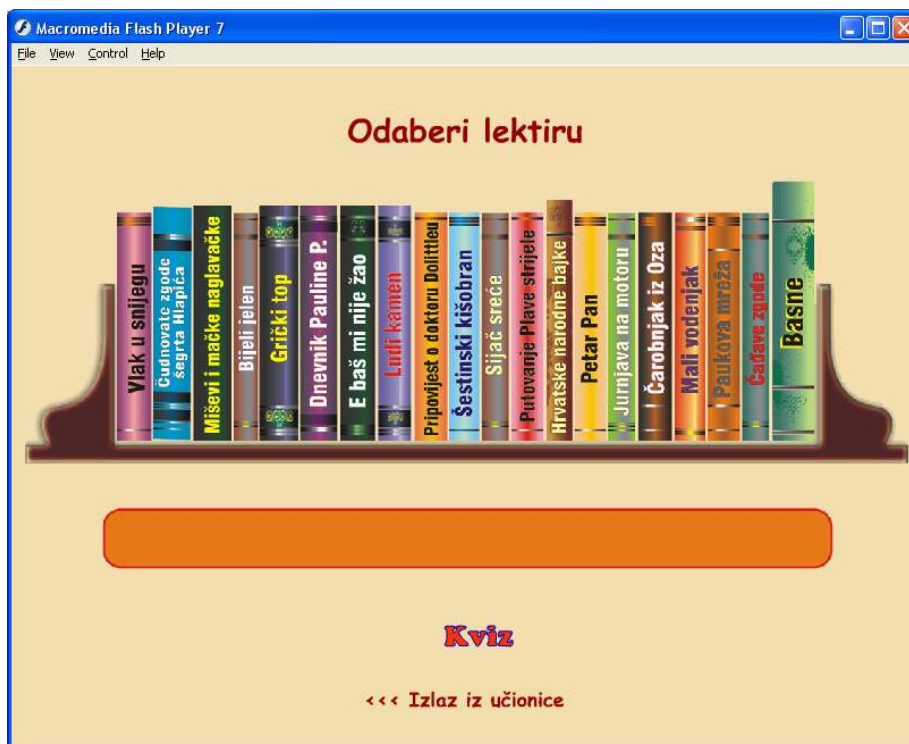 Macromedia Flash Player 7
File View Control Help
Odaberi lektiru
Vlak u snijegu
Čudnovate zgode
šegrta Hlapića
Miševi i mačke naglavačke
Bijeli jelen
Grički top
Dnevnik Pauline P.
E baš mi nije žao
Ludi kamen
Pripovijest o doktoru Dolittleu
Šestinski kišobran
Sijač sreće
Putovanje Plave strijele
Hrvatske narodne bajke
Petar Pan
Jurnjava na motoru
Čarobnjak iz Oza
Mali vodenjak
Paukova mreža
Čađave zgode
Basne
Kviz
<<< Izlaz iz učionice